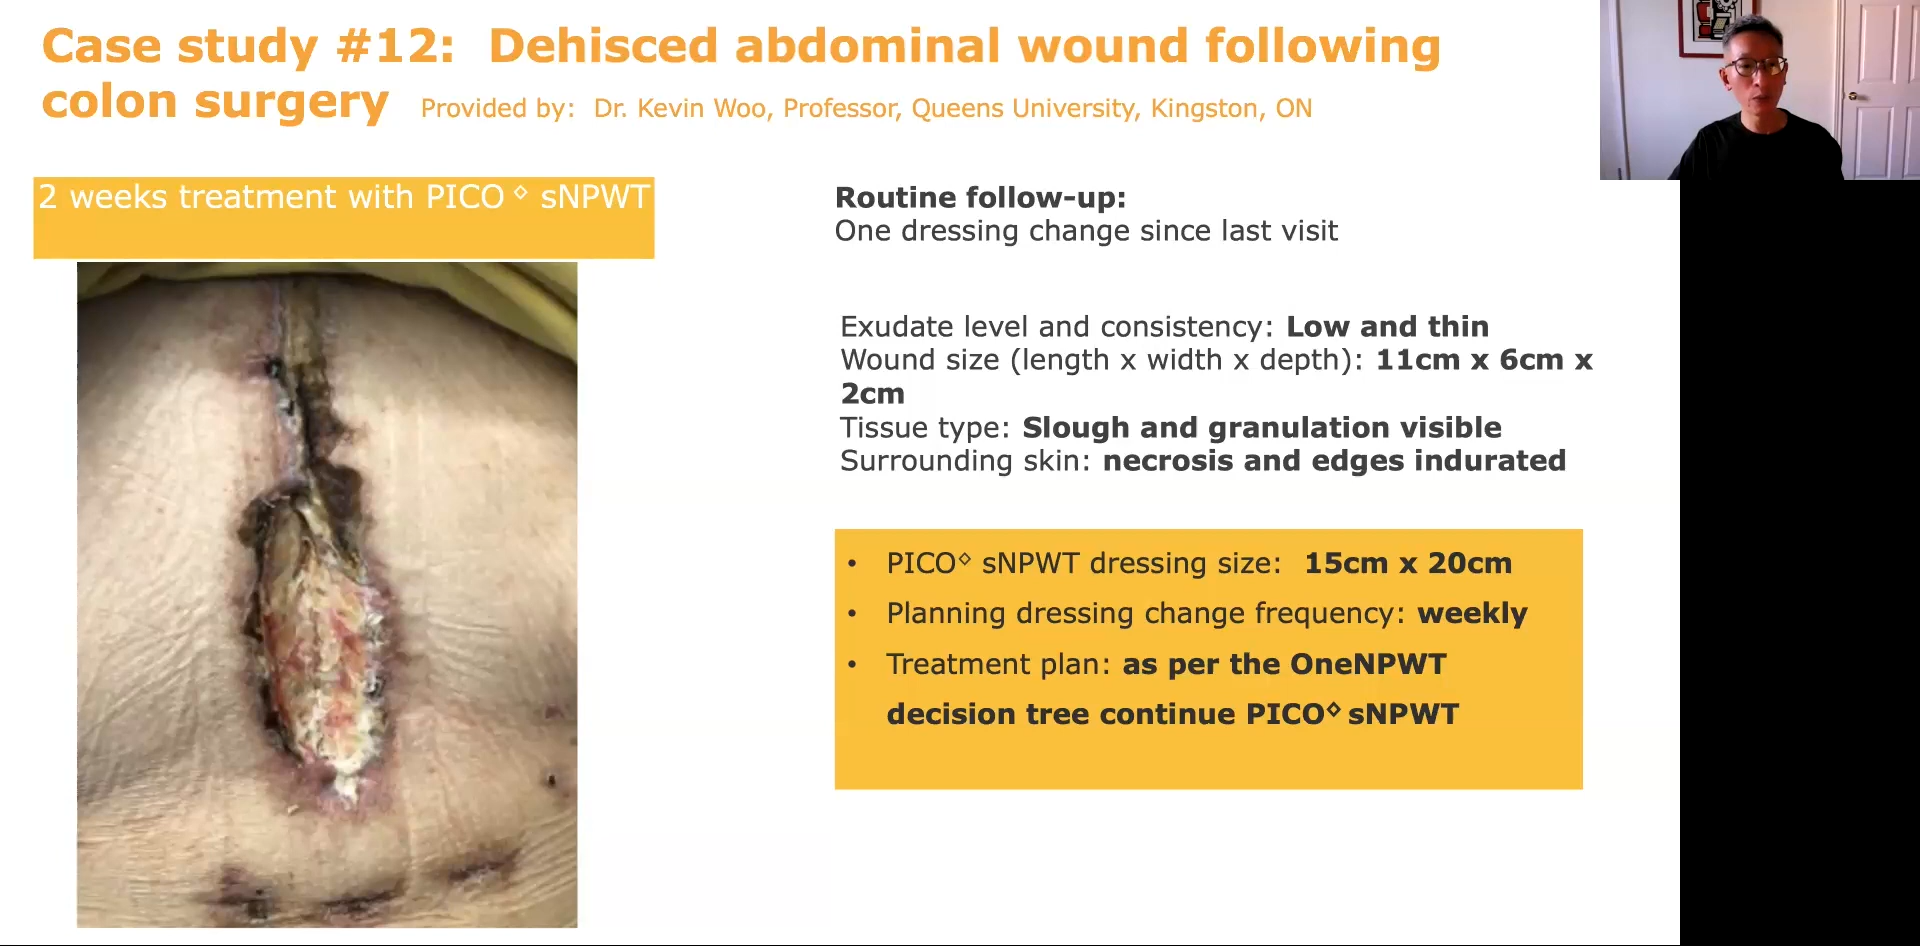 Case study #12:  Dehisced abdominal wound following
colon surgery   Provided by:  Dr. Kevin Woo, Professor, Queens University, Kingston, ON
2 weeks treatment with PICO◊ sNPWT
Routine follow-up:
One dressing change since last visit
Exudate level and consistency: Low and thin
Wound size (length x width x depth): 11cm x 6cm x
2cm
Tissue type: Slough and granulation visible
Surrounding skin: necrosis and edges indurated
• PICO◊ sNPWT dressing size:  15cm x 20cm
• Planning dressing change frequency: weekly
• Treatment plan: as per the OneNPWT
decision tree continue PICO◊ sNPWT